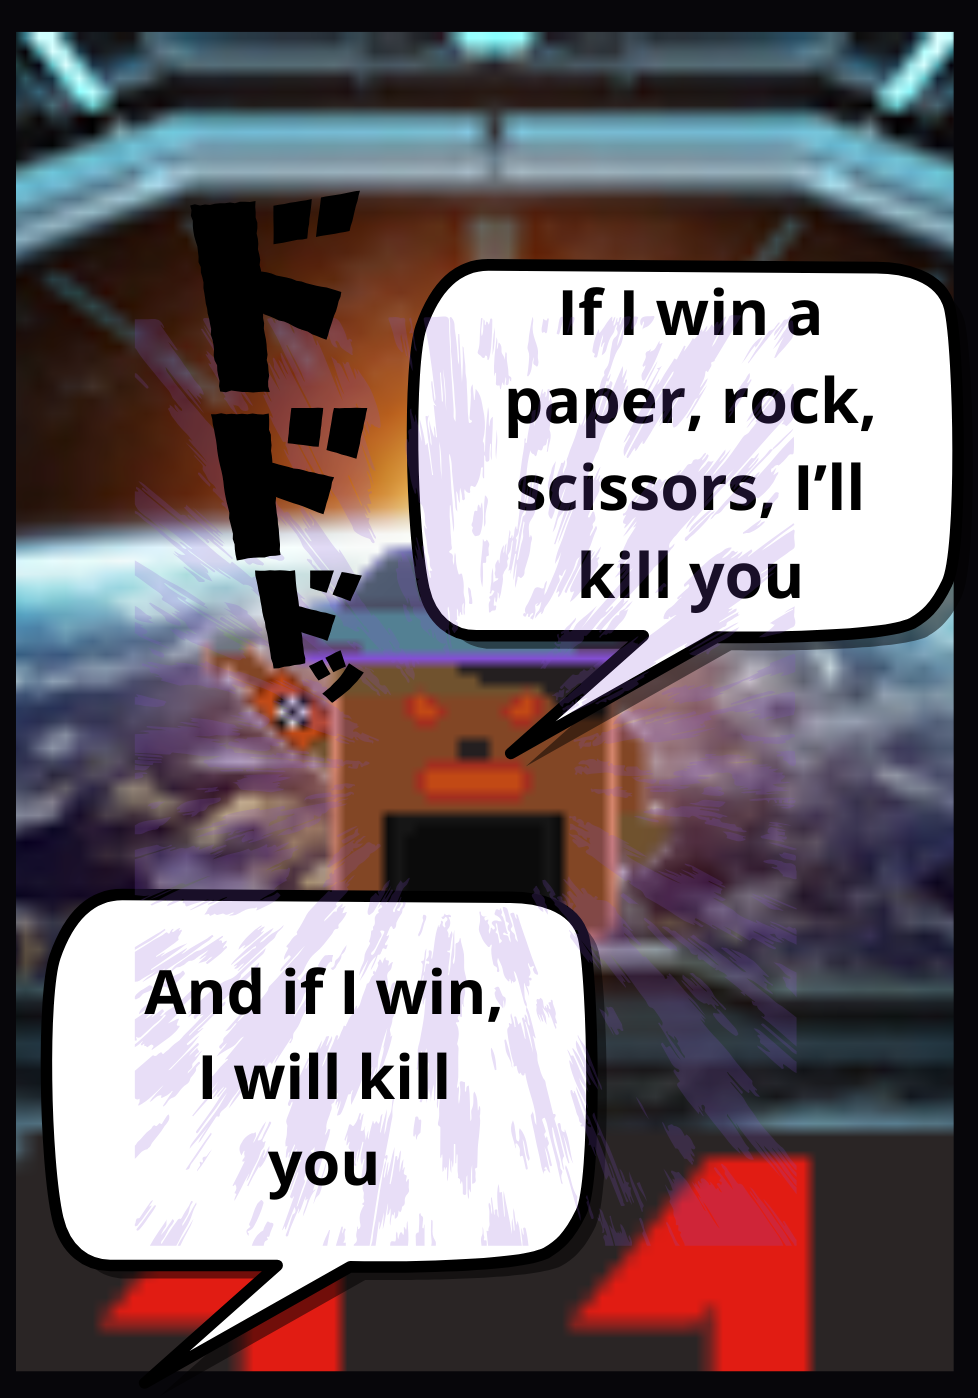 ドドドッ
If I win a
paper, rock,
scissors, I’ll
kill you
And if I win,
I will kill
you